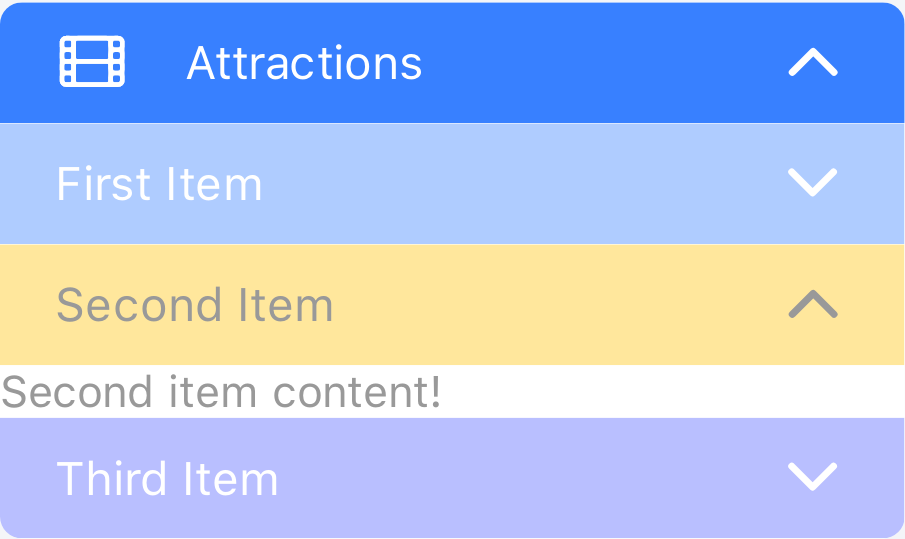 Attractions
First Item
Second Item
Second item content!
Third Item